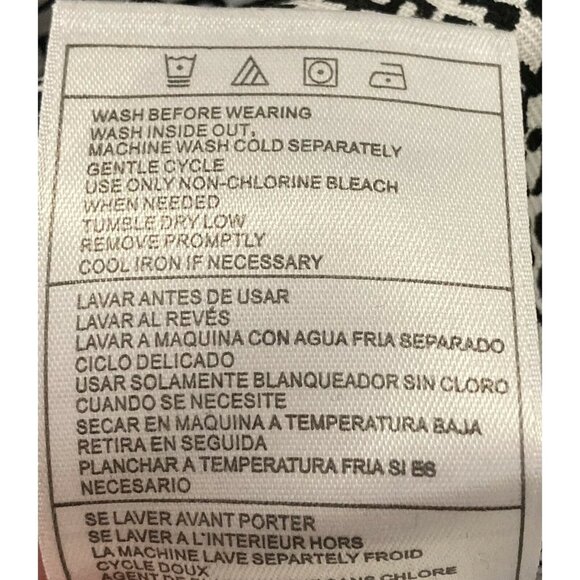 WASH BEFORE WEARING
WASH INSIDE OUT,
MACHINE WASH COLD SEPARATELY
GENTLE CYCLE
USE ONLY NON-CHLORINE BLEACH
WHEN NEEDED
TUMBLE DRY LOW
REMOVE PROMPTLY
COOL IRON IF NECESSARY
LAVAR ANTES DE USAR
LAVAR AL REVÉS
LAVAR A MAQUINA CON AGUA FRIA SEPARADO
CICLO DELICADO
USAR SOLAMENTE BLANQUEADOR SIN CLORO
CUANDO SE NECESITE
SECAR EN MAQUINA A TEMPERATURA BAJA
RETIRA EN SEGUIDA
PLANCHAR A TEMPERATURA FRIA SI ES
NECESARIO
SE LAVER AVANT PORTER
SE LAVER A L'INTERIEUR HORS
LA MACHINE LAVE SEPARTELY FROID
CYCLE DOUX
AGENT DE CHLORE